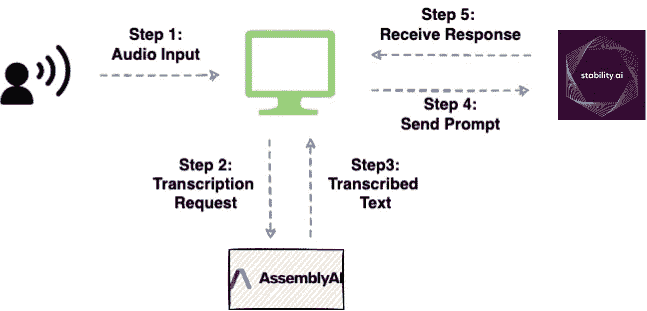 Step 1:
Audio Input
Step 5:
Receive Response
stability.ai
Step 4:
Send Prompt
Step 2:
Transcription
Request
Step3:
Transcribed
Text
AssemblyAI